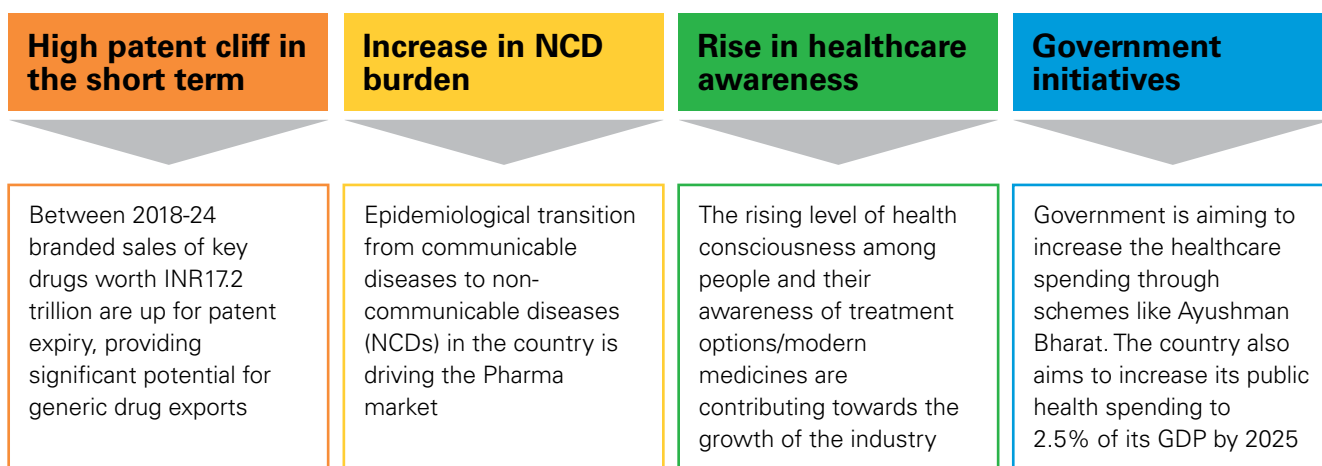 High patent cliff in
the short term
Between 2018-24
branded sales of key
drugs worth INR17.2
trillion are up for patent
expiry, providing
significant potential for
generic drug exports
Increase in NCD
burden
Epidemiological transition
from communicable
diseases to non-
communicable diseases
(NCDs) in the country is
driving the Pharma
market
Rise in healthcare
awareness
The rising level of health
consciousness among
people and their
awareness of treatment
options/modern
medicines are
contributing towards the
growth of the industry
Government
initiatives
Government is aiming to
increase the healthcare
spending through
schemes like Ayushman
Bharat. The country also
aims to increase its public
health spending to
2.5% of its GDP by 2025